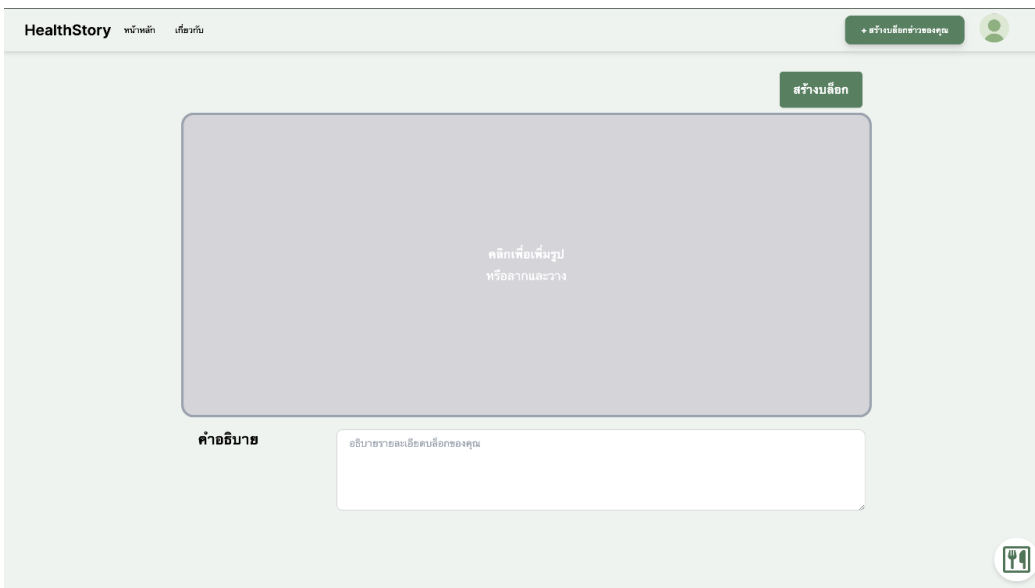 HealthStory หน้าหลัก เกี่ยวกับ + สร้างบล็อกข่าวของคุณ
สร้างบล็อก
คลิกเพื่อเพิ่มรูป
หรือลากและวาง
คำอธิบาย
อธิบายรายละเอียดบล็อกของคุณ